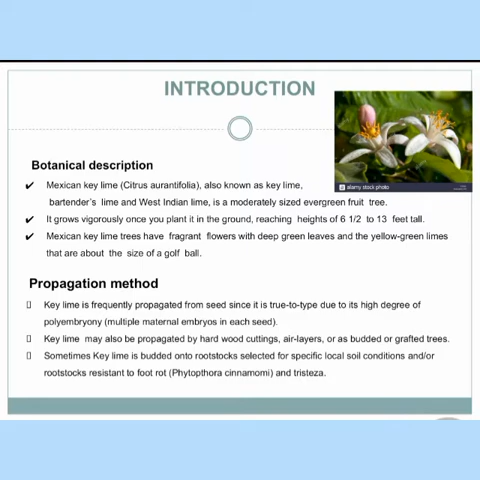 INTRODUCTION
alamy stock photo
Botanical description
✔ Mexican key lime (Citrus aurantifolia), also known as key lime,
bartender's lime and West Indian lime, is a moderately sized evergreen fruit tree.
✔ It grows vigorously once you plant it in the ground, reaching heights of 6 1/2 to 13 feet tall.
✔ Mexican key lime trees have fragrant flowers with deep green leaves and the yellow-green limes
that are about the size of a golf ball.
Propagation method
▯ Key lime is frequently propagated from seed since it is true-to-type due to its high degree of
polyembryony (multiple maternal embryos in each seed).
▯ Key lime may also be propagated by hard wood cuttings, air-layers, or as budded or grafted trees.
▯ Sometimes Key lime is budded onto rootstocks selected for specific local soil conditions and/or
rootstocks resistant to foot rot (Phytopthora cinnamomi) and tristeza.